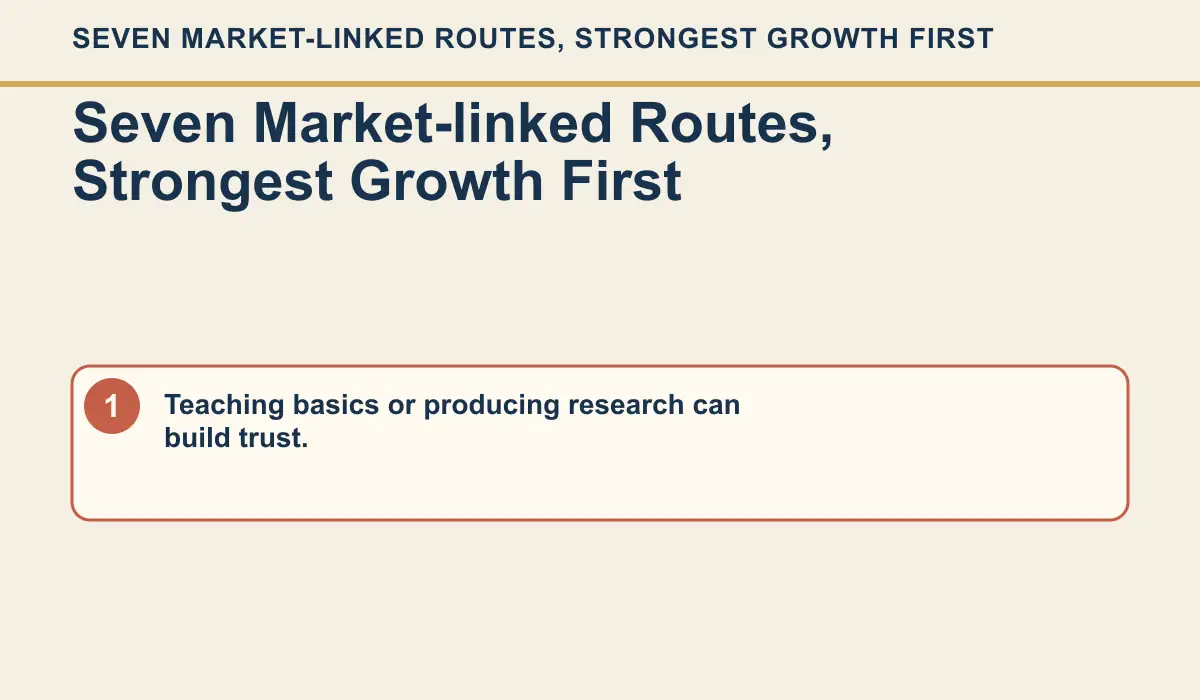 SEVEN MARKET-LINKED ROUTES, STRONGEST GROWTH FIRST
Seven Market-linked Routes,
Strongest Growth First
1
Teaching basics or producing research can
build trust.